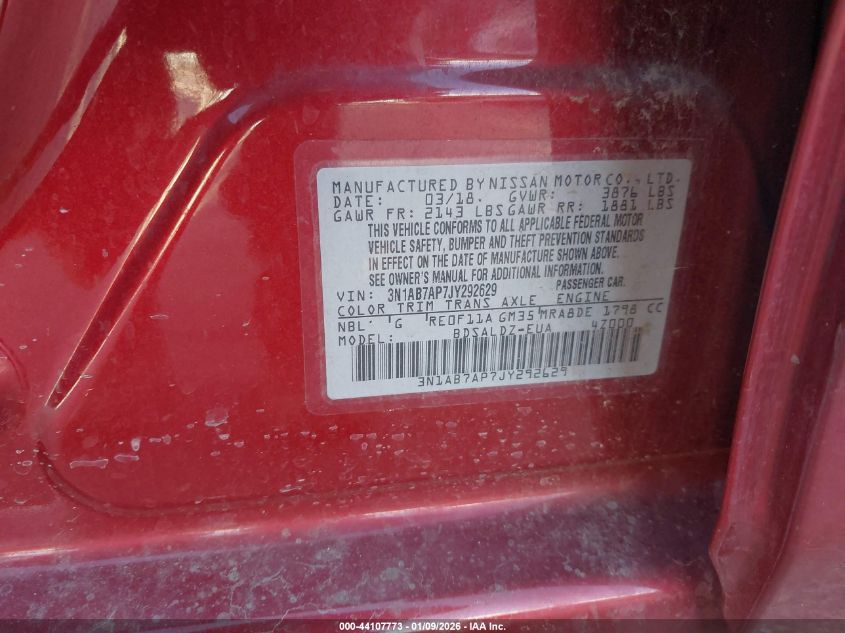 MANUFACTURED BY NISSAN MOTOR CO., LTD.
DATE: 03/18. GVWR: 3876 LBS
GAWR FR: 2143 LBS GAWR RR: 1881 LBS
THIS VEHICLE CONFORMS TO ALL APPLICABLE FEDERAL MOTOR
VEHICLE SAFETY, BUMPER AND THEFT PREVENTION STANDARDS
IN EFFECT ON THE DATE OF MANUFACTURE SHOWN ABOVE.
SEE OWNER'S MANUAL FOR ADDITIONAL INFORMATION.
VIN: 3N1AB7AP7JY292629 PASSENGER CAR.
COLOR TRIM TRANS AXLE ENGINE
NBL G RE0F11A GM35 MRA8DE 1798 CC
MODEL: BDSALDZ-EUA 4Z000
3N1AB7AP7JY292629
000-44107773 - 01/09/2026 - IAA Inc.